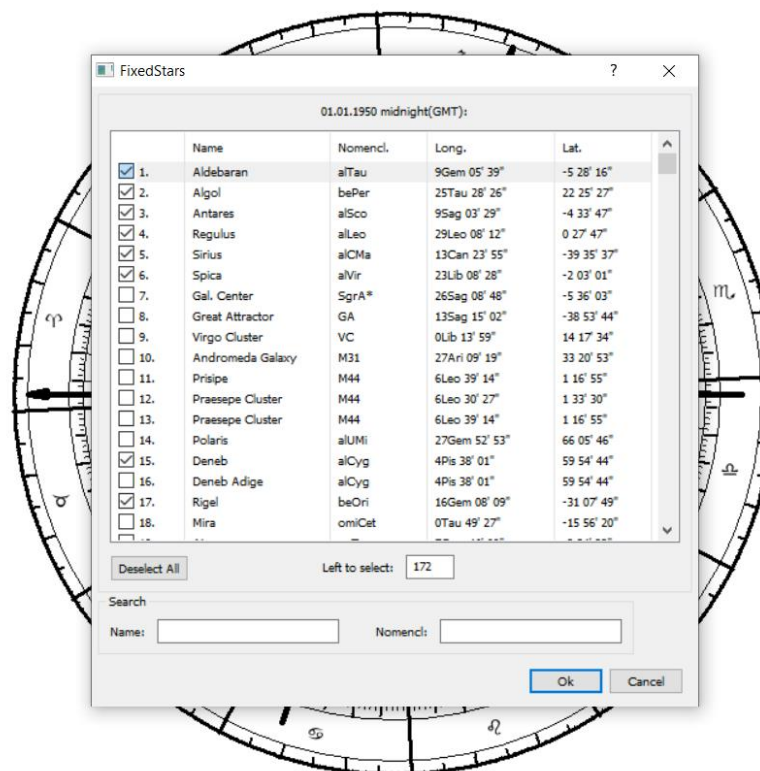 FixedStars ? ×
01.01.1950 midnight(GMT):
Name Nomencl. Long. Lat.
1. Aldebaran alTau 9Gem 05' 39" -5 28' 16"
2. Algol bePer 25Tau 28' 26" 22 25' 27"
3. Antares alSco 9Sag 03' 29" -4 33' 47"
4. Regulus alLeo 29Leo 08' 12" 0 27' 47"
5. Sirius alCMa 13Can 23' 55" -39 35' 37"
6. Spica alVir 23Lib 08' 28" -2 03' 01"
7. Gal. Center SgrA* 26Sag 08' 48" -5 36' 03"
8. Great Attractor GA 13Sag 15' 02" -38 53' 44"
9. Virgo Cluster VC 0Lib 13' 59" 14 17' 34"
10. Andromeda Galaxy M31 27Ari 09' 19" 33 20' 53"
11. Prisipe M44 6Leo 39' 14" 1 16' 55"
12. Praesepe Cluster M44 6Leo 30' 27" 1 33' 30"
13. Praesepe Cluster M44 6Leo 39' 14" 1 16' 55"
14. Polaris alUMi 27Gem 52' 53" 66 05' 46"
15. Deneb alCyg 4Pis 38' 01" 59 54' 44"
16. Deneb Adige alCyg 4Pis 38' 01" 59 54' 44"
17. Rigel beOri 16Gem 08' 09" -31 07' 49"
18. Mira omiCet 0Tau 49' 27" -15 56' 20"
Deselect All Left to select: 172
Search
Name: Nomencl:
Ok Cancel
♈
♉
♋
♌
♎
♏